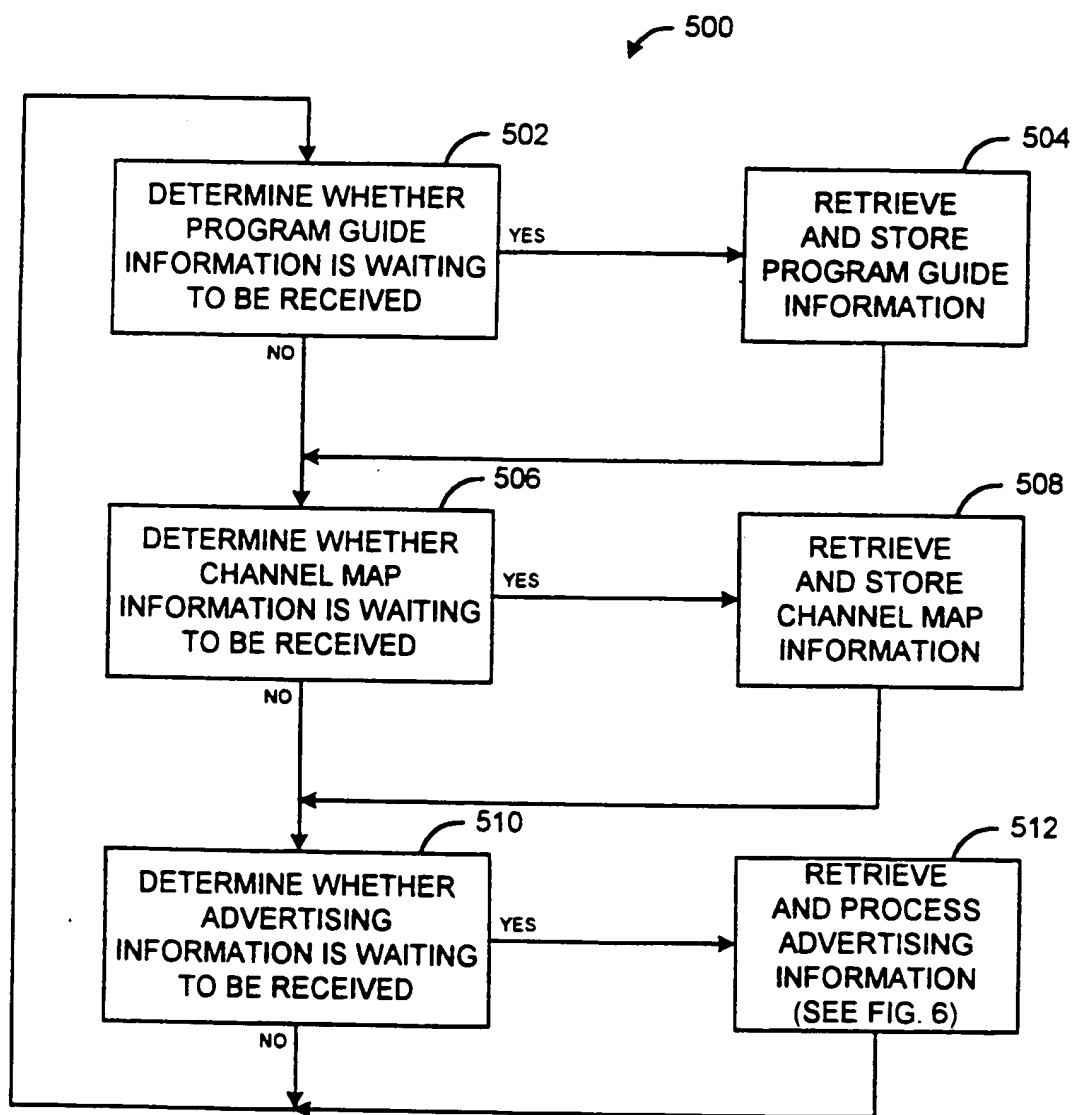 500
502
DETERMINE WHETHER
PROGRAM GUIDE
INFORMATION IS WAITING
TO BE RECEIVED
YES
NO
504
RETRIEVE
AND STORE
PROGRAM GUIDE
INFORMATION
506
DETERMINE WHETHER
CHANNEL MAP
INFORMATION IS WAITING
TO BE RECEIVED
YES
NO
508
RETRIEVE
AND STORE
CHANNEL MAP
INFORMATION
510
DETERMINE WHETHER
ADVERTISING
INFORMATION IS WAITING
TO BE RECEIVED
YES
NO
512
RETRIEVE
AND PROCESS
ADVERTISING
INFORMATION
(SEE FIG. 6)